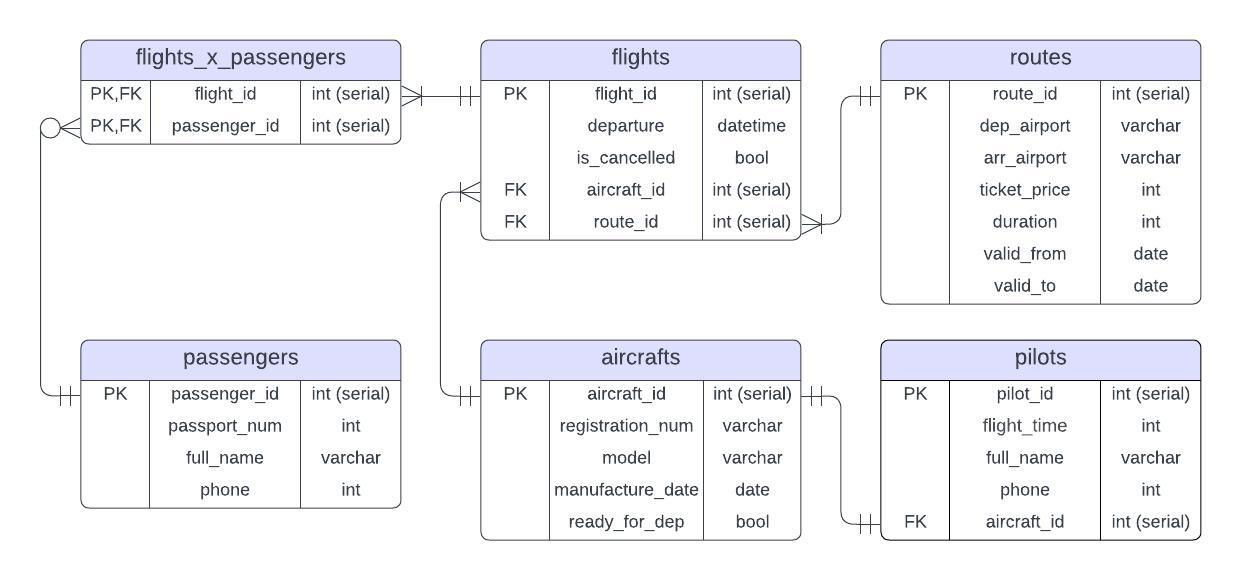 flights_x_passengers
PK,FK flight_id int (serial)
PK,FK passenger_id int (serial)
flights
PK flight_id int (serial)
departure datetime
is_cancelled bool
FK aircraft_id int (serial)
FK route_id int (serial)
routes
PK route_id int (serial)
dep_airport varchar
arr_airport varchar
ticket_price int
duration int
valid_from date
valid_to date
passengers
PK passenger_id int (serial)
passport_num int
full_name varchar
phone int
aircrafts
PK aircraft_id int (serial)
registration_num varchar
model varchar
manufacture_date date
ready_for_dep bool
pilots
PK pilot_id int (serial)
flight_time int
full_name varchar
phone int
FK aircraft_id int (serial)